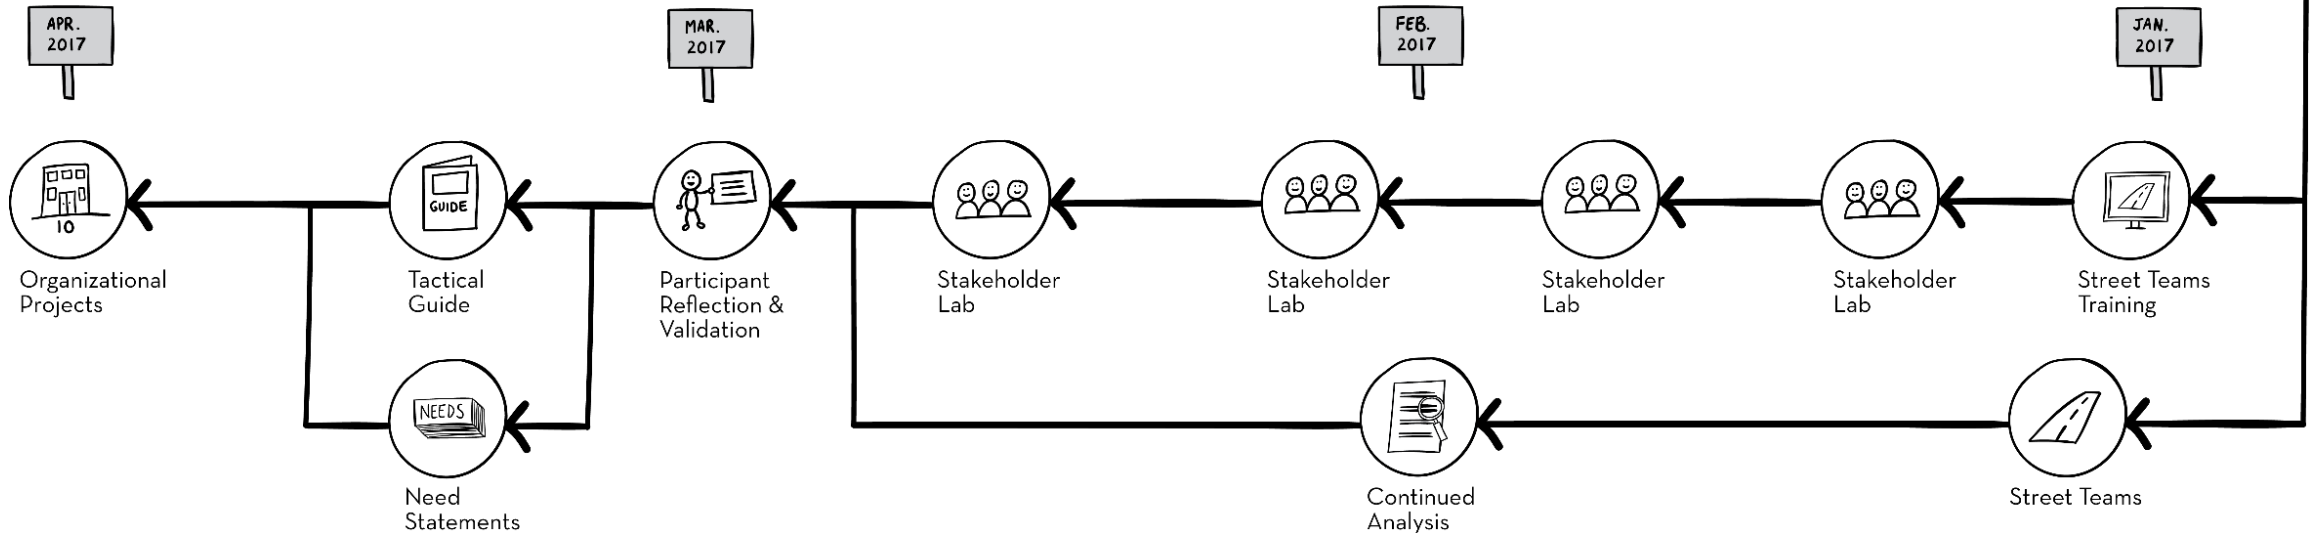 APR.
2017
MAR.
2017
FEB.
2017
JAN.
2017
10
GUIDE
Organizational
Projects
Tactical
Guide
Participant
Reflection &
Validation
Stakeholder
Lab
Stakeholder
Lab
Stakeholder
Lab
Stakeholder
Lab
Street Teams
Training
NEEDS
Need
Statements
Continued
Analysis
Street Teams